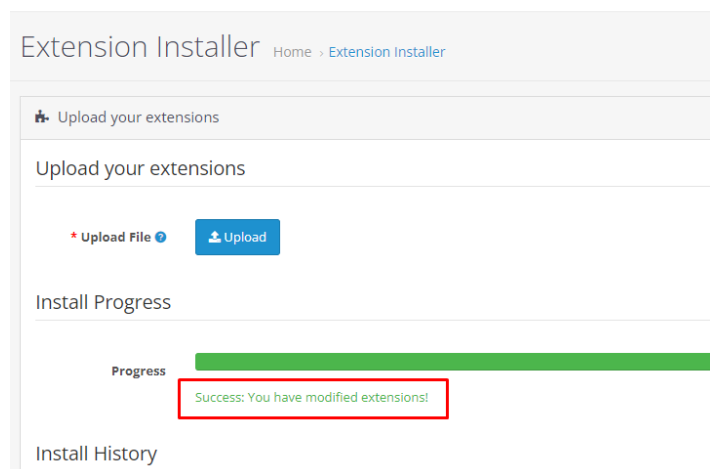 Extension Installer Home › Extension Installer
Upload your extensions
Upload your extensions
* Upload File ? Upload
Install Progress
Progress
Success: You have modified extensions!
Install History